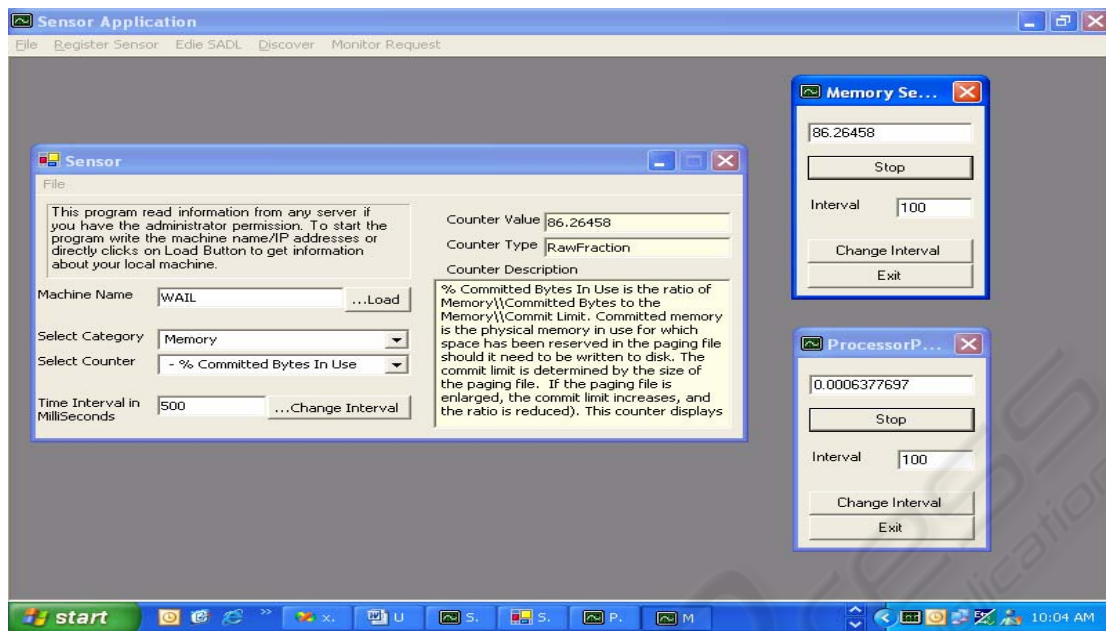 Sensor Application
File Register Sensor Edie SADL Discover Monitor Request
Sensor
File
This program read information from any server if
you have the administrator permission. To start the
program write the machine name/IP addresses or
directly clicks on Load Button to get information
about your local machine.
Machine Name WAIL ...Load
Select Category Memory
Select Counter - % Committed Bytes In Use
Time Interval in
MilliSeconds
500 ...Change Interval
Counter Value 86.26458
Counter Type RawFraction
Counter Description
% Committed Bytes In Use is the ratio of
Memory\\Committed Bytes to the
Memory\\Commit Limit. Committed memory
is the physical memory in use for which
space has been reserved in the paging file
should it need to be written to disk. The
commit limit is determined by the size of
the paging file. If the paging file is
enlarged, the commit limit increases, and
the ratio is reduced). This counter displays
Memory Se...
86.26458
Stop
Interval 100
Change Interval
Exit
ProcessorP...
0.0006377697
Stop
Interval 100
Change Interval
Exit
start » x. U S. S. P. M 10:04 AM